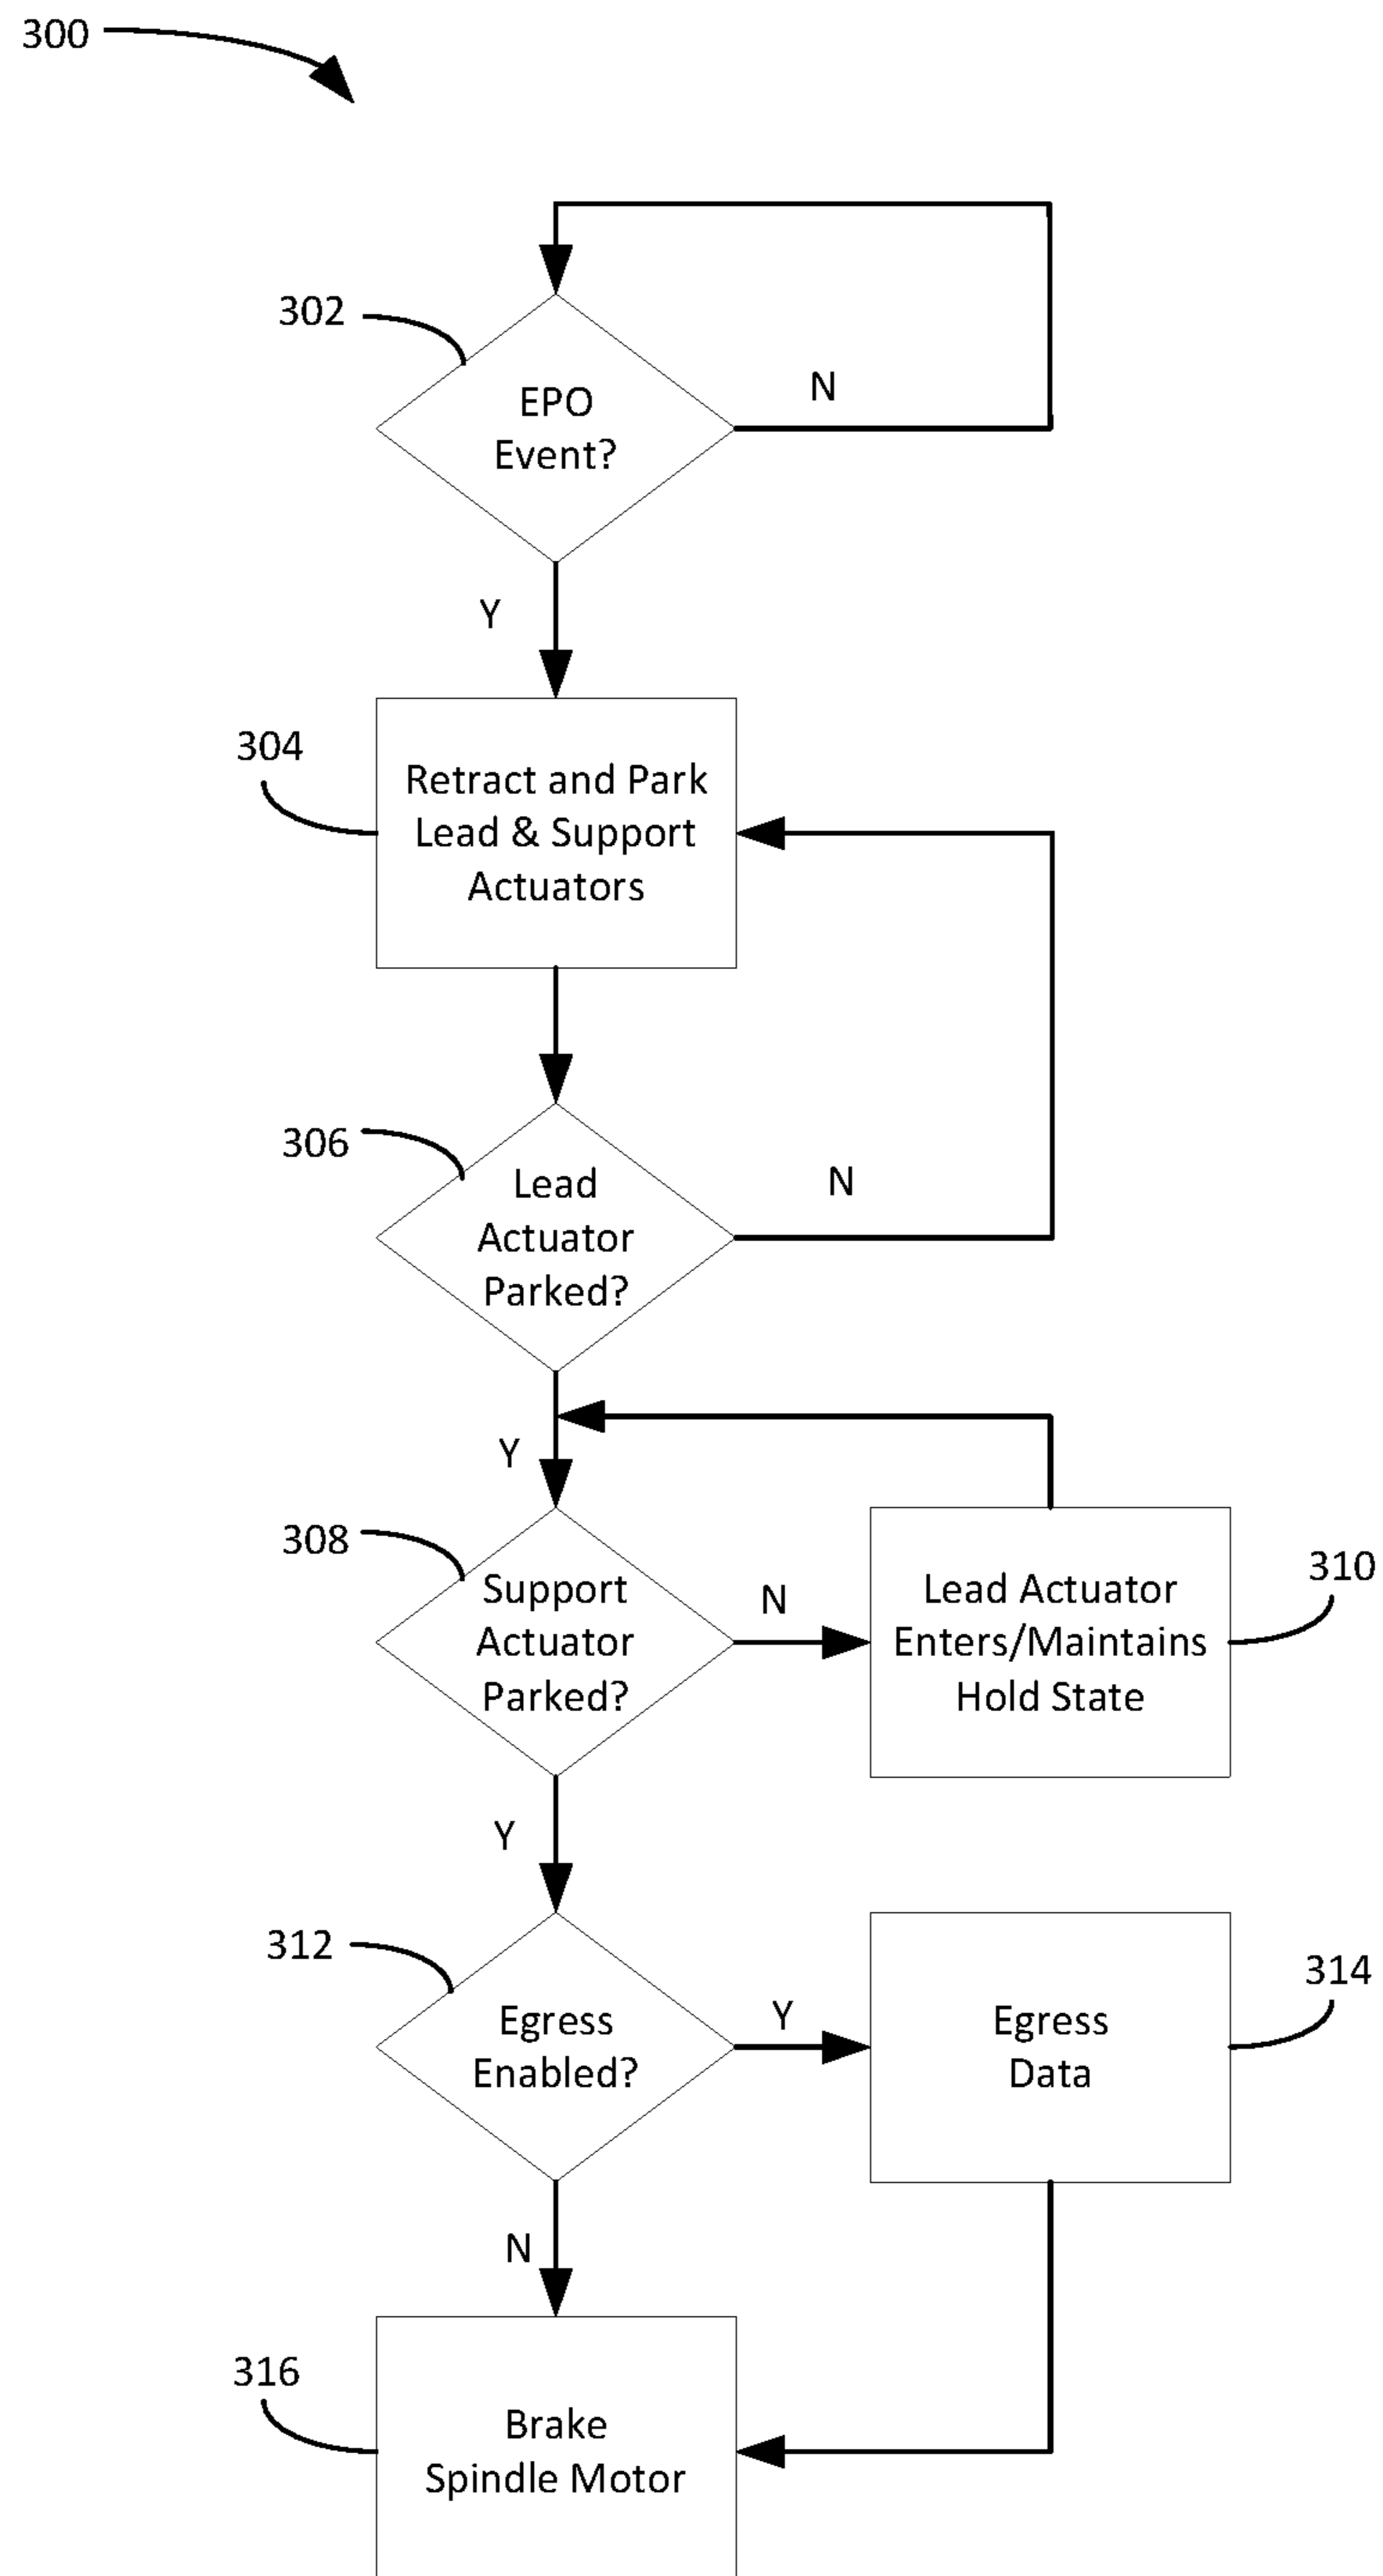 300
302
EPO
Event?
N
Y
304
Retract and Park
Lead & Support
Actuators
306
Lead
Actuator
Parked?
N
Y
308
Support
Actuator
Parked?
N
310
Lead Actuator
Enters/Maintains
Hold State
Y
312
Egress
Enabled?
Y
314
Egress
Data
N
316
Brake
Spindle Motor